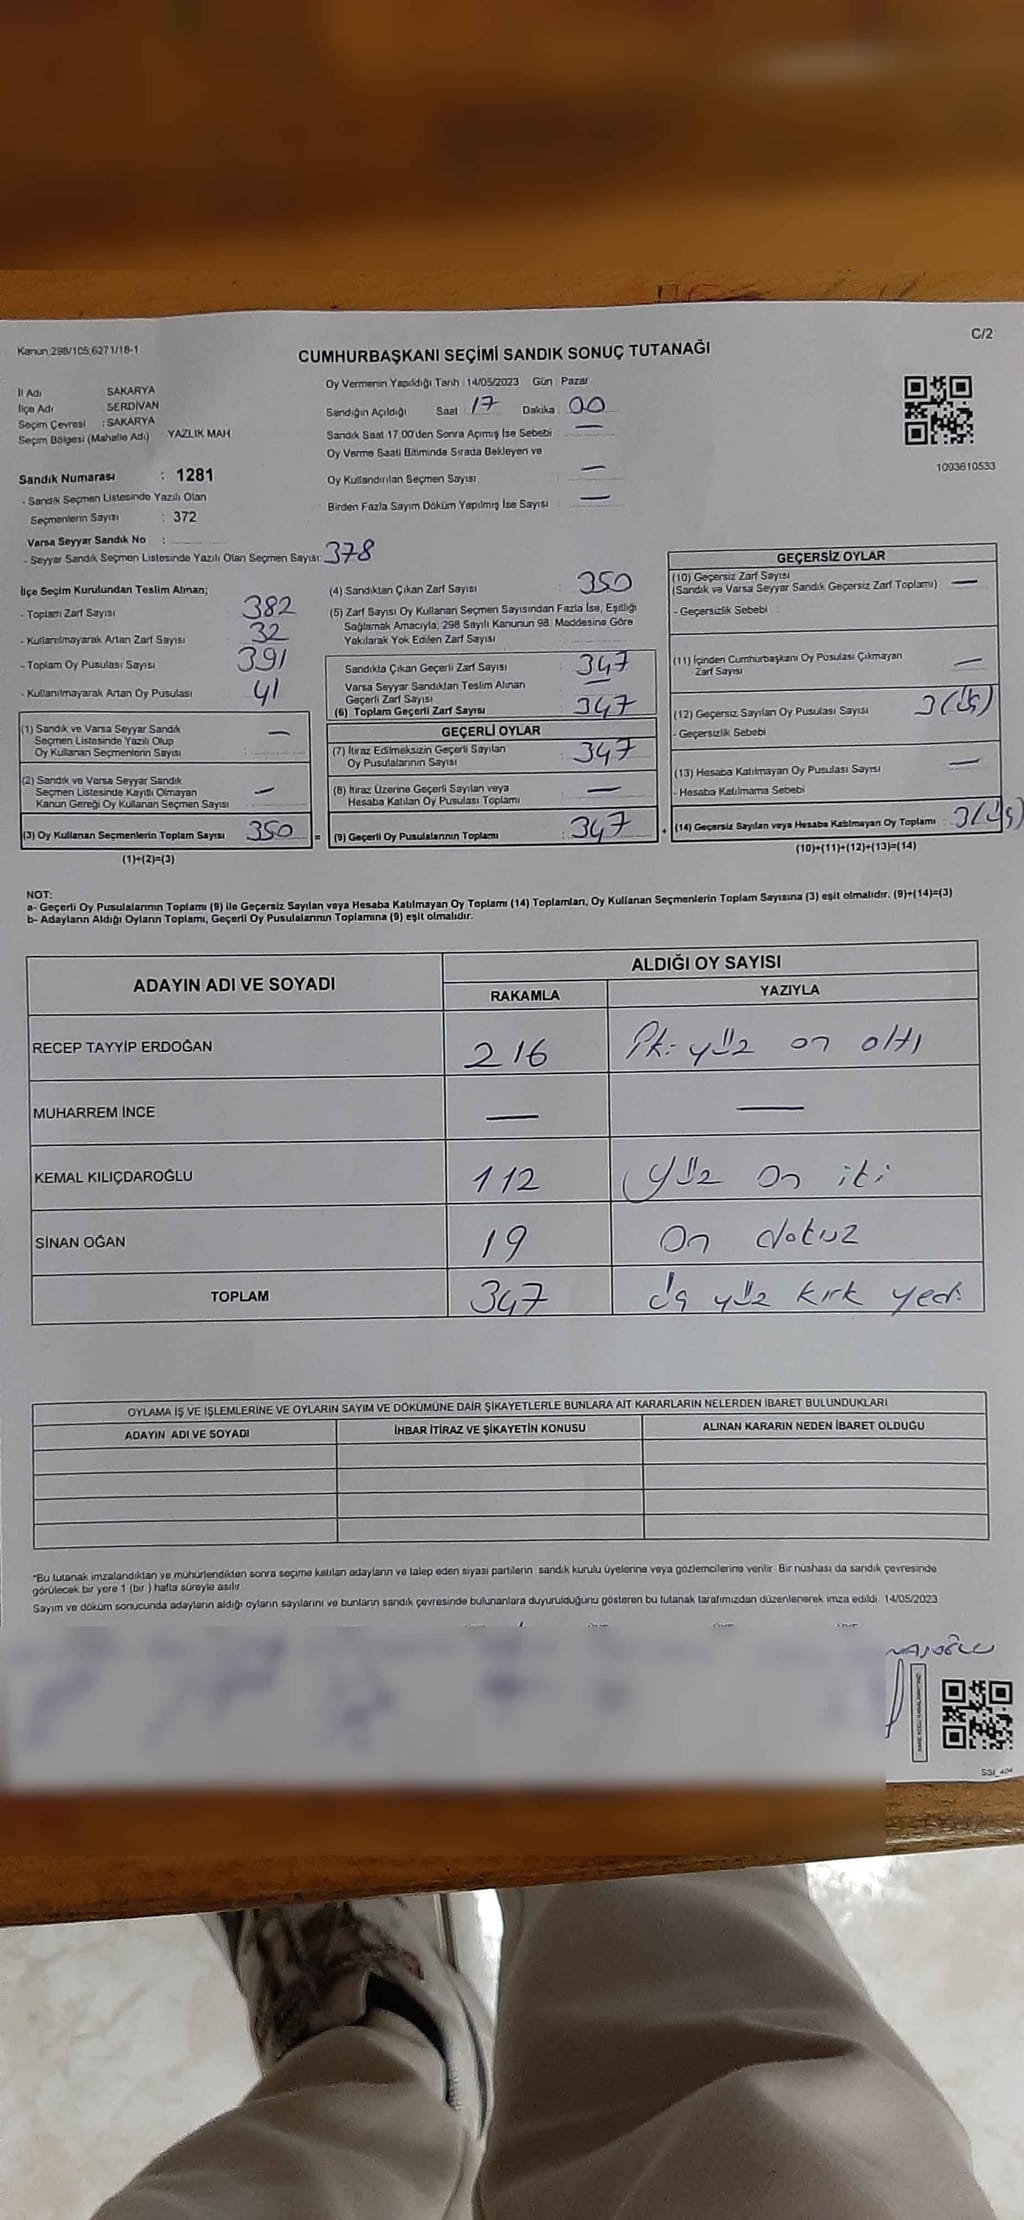 Kanun;298/105,6271/18-1
C/2
CUMHURBAŞKANI SEÇİMİ SANDIK SONUÇ TUTANAĞI
İl Adı SAKARYA
İlçe Adı SERDİVAN
Seçim Çevresi : SAKARYA
Seçim Bölgesi (Mahalle Adı) YAZLIK MAH
Sandık Numarası : 1281
- Sandık Seçmen Listesinde Yazılı Olan
Seçmenlerin Sayısı : 372
Varsa Seyyar Sandık No :
- Seyyar Sandık Seçmen Listesinde Yazılı Olan Seçmen Sayısı: 378
Oy Vermenin Yapıldığı Tarih : 14/05/2023 Gün : Pazar
Sandığın Açıldığı Saat 17 Dakika 00
Sandık Saat 17.00'den Sonra Açılmış İse Sebebi —
Oy Verme Saati Bitiminde Sırada Bekleyen ve
Oy Kullandırılan Seçmen Sayısı —
Birden Fazla Sayım Döküm Yapılmış İse Sayısı : —
1093610533
İlçe Seçim Kurulundan Teslim Alınan;
- Toplam Zarf Sayısı 382
- Kullanılmayarak Artan Zarf Sayısı 32
- Toplam Oy Pusulası Sayısı 391
- Kullanılmayarak Artan Oy Pusulası 41
(1) Sandık ve Varsa Seyyar Sandık
Seçmen Listesinde Yazılı Olup
Oy Kullanan Seçmenlerin Sayısı —
(2) Sandık ve Varsa Seyyar Sandık
Seçmen Listesinde Kayıtlı Olmayan
Kanun Gereği Oy Kullanan Seçmen Sayısı —
(3) Oy Kullanan Seçmenlerin Toplam Sayısı 350 =
(1)+(2)=(3)
(4) Sandıktan Çıkan Zarf Sayısı : 350
(5) Zarf Sayısı Oy Kullanan Seçmen Sayısından Fazla İse, Eşitliği
Sağlamak Amacıyla; 298 Sayılı Kanunun 98. Maddesine Göre
Yakılarak Yok Edilen Zarf Sayısı
Sandıkta Çıkan Geçerli Zarf Sayısı 347
Varsa Seyyar Sandıktan Teslim Alınan
Geçerli Zarf Sayısı —
(6) Toplam Geçerli Zarf Sayısı 347
GEÇERLİ OYLAR
(7) İtiraz Edilmeksizin Geçerli Sayılan
Oy Pusulalarının Sayısı 347
(8) İtiraz Üzerine Geçerli Sayılan veya
Hesaba Katılan Oy Pusulası Toplamı —
(9) Geçerli Oy Pusulalarının Toplamı : 347 +
GEÇERSİZ OYLAR
(10) Geçersiz Zarf Sayısı
(Sandık ve Varsa Seyyar Sandık Geçersiz Zarf Toplamı) —
- Geçersizlik Sebebi :
(11) İçinden Cumhurbaşkanı Oy Pusulası Çıkmayan
Zarf Sayısı —
(12) Geçersiz Sayılan Oy Pusulası Sayısı 3 (üç)
- Geçersizlik Sebebi
(13) Hesaba Katılmayan Oy Pusulası Sayısı —
- Hesaba Katılmama Sebebi
(14) Geçersiz Sayılan veya Hesaba Katılmayan Oy Toplamı : 3 (üç)
(10)+(11)+(12)+(13)=(14)
NOT:
a- Geçerli Oy Pusulalarının Toplamı (9) ile Geçersiz Sayılan veya Hesaba Katılmayan Oy Toplamı (14) Toplamları, Oy Kullanan Seçmenlerin Toplam Sayısına (3) eşit olmalıdır. (9)+(14)=(3)
b- Adayların Aldığı Oyların Toplamı, Geçerli Oy Pusulalarının Toplamına (9) eşit olmalıdır.
ADAYIN ADI VE SOYADI ALDIĞI OY SAYISI
RAKAMLA YAZIYLA
RECEP TAYYİP ERDOĞAN 216 İki yüz on altı
MUHARREM İNCE — —
KEMAL KILIÇDAROĞLU 112 yüz on iki
SİNAN OĞAN 19 on dokuz
TOPLAM 347 üç yüz kırk yedi
OYLAMA İŞ VE İŞLEMLERİNE VE OYLARIN SAYIM VE DÖKÜMÜNE DAİR ŞİKAYETLERLE BUNLARA AİT KARARLARIN NELERDEN İBARET BULUNDUKLARI
ADAYIN ADI VE SOYADI İHBAR İTİRAZ VE ŞİKAYETİN KONUSU ALINAN KARARIN NEDEN İBARET OLDUĞU
*Bu tutanak imzalandıktan ve mühürlendikten sonra seçime katılan adayların ve talep eden siyasi partilerin sandık kurulu üyelerine veya gözlemcilerine verilir. Bir nüshası da sandık çevresinde
görülecek bir yere 1 (bir) hafta süreyle asılır
Sayım ve döküm sonucunda adayların aldığı oyların sayılarını ve bunların sandık çevresinde bulunanlara duyurulduğunu gösteren bu tutanak tarafımızdan düzenlenerek imza edildi. 14/05/2023